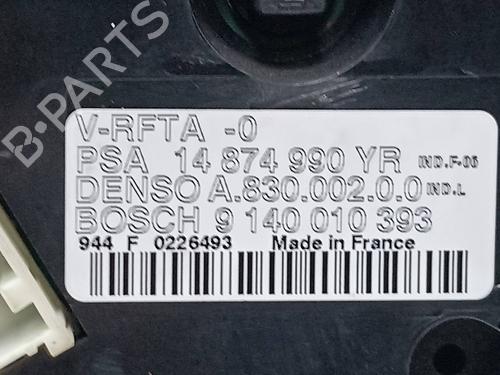 B-PARTS
V-RFTA -0
PSA 14 874 990 YR IND.F-06
DENSO A.830.002.0.0 IND.L
BOSCH 9 140 010 393
944 F 0226493 Made in France